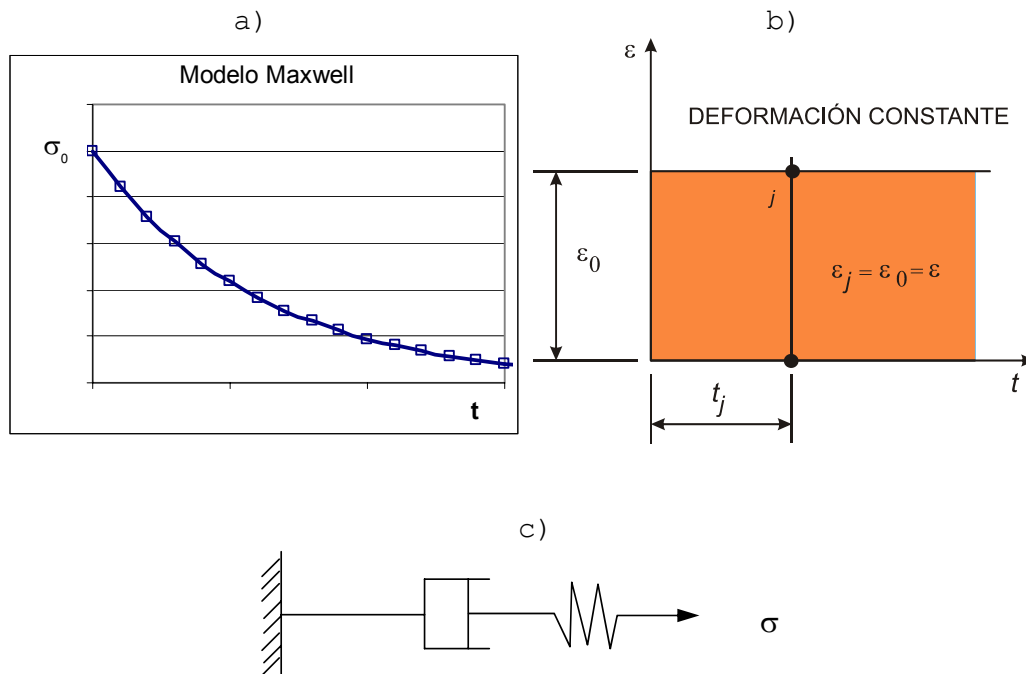 a)
Modelo Maxwell
σ₀
t
b)
ε
DEFORMACIÓN CONSTANTE
j
ε₀
εⱼ = ε₀ = ε
t
tⱼ
c)
σ